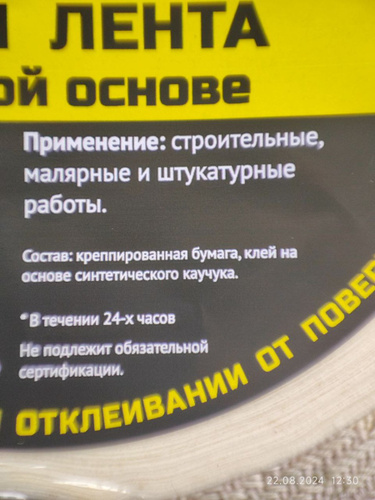 ЛЕНТА
ой основе
Применение: строительные,
малярные и штукатурные
работы.
Состав: креппированная бумага, клей на
основе синтетического каучука.
*В течении 24-х часов
Не подлежит обязательной
сертификации.
ОТКЛЕИВАНИИ ОТ ПОВЕР
22.08.2024 12:30